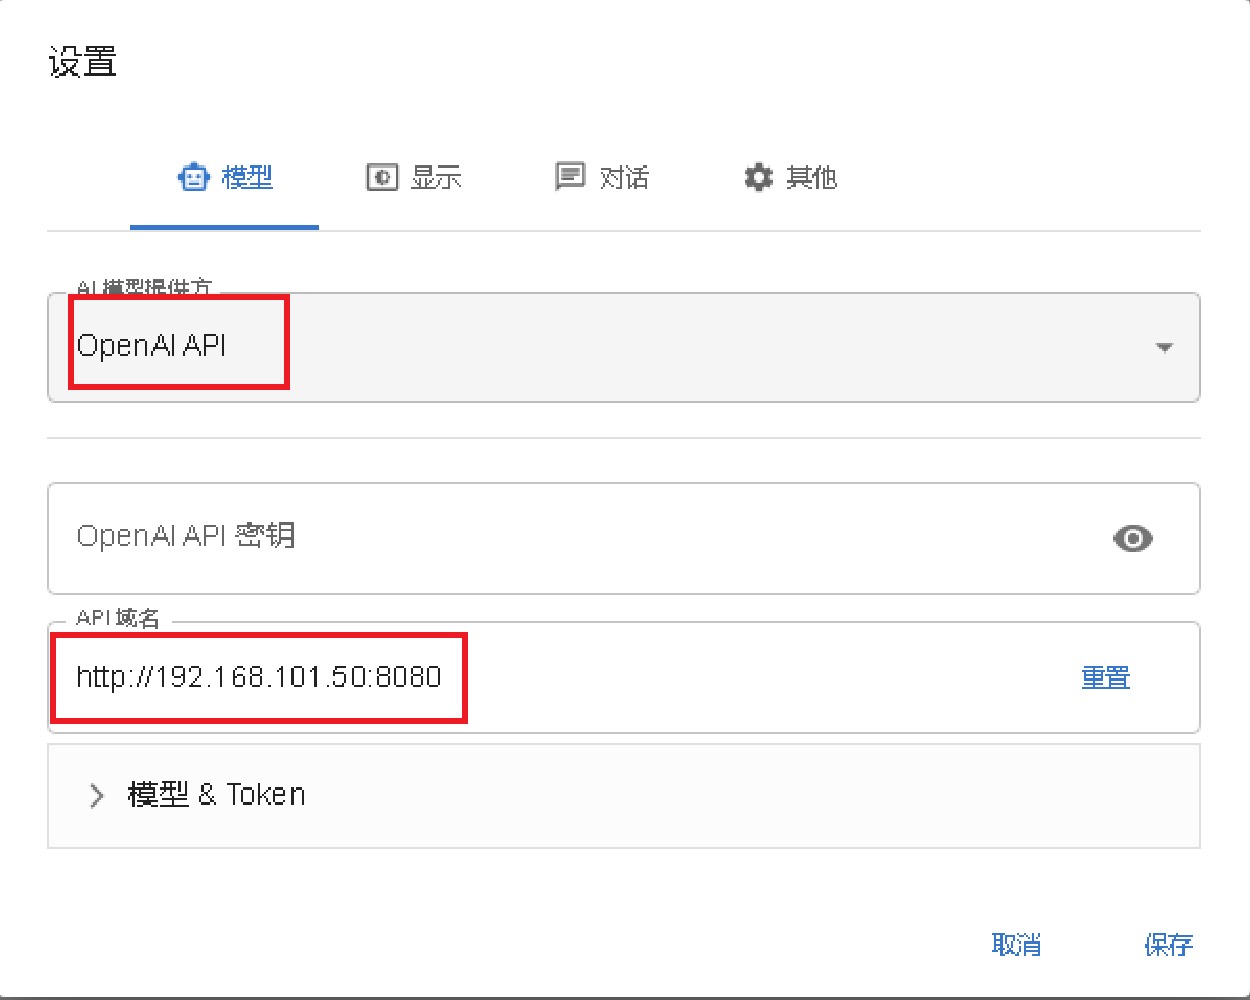 设置
模型 显示 对话 其他
AI 模型提供方
OpenAI API
OpenAI API 密钥
API 域名
http://192.168.101.50:8080
重置
模型 & Token
取消 保存